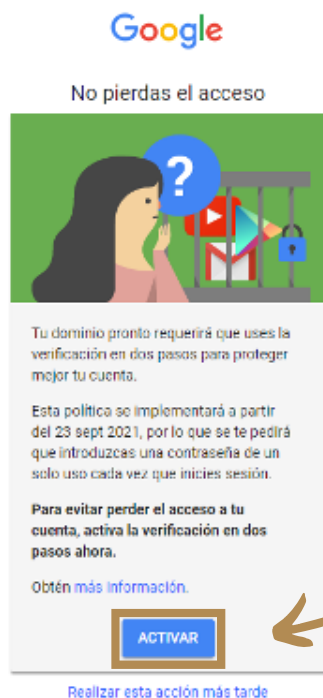 Google
No pierdas el acceso
?
Tu dominio pronto requerirá que uses la
verificación en dos pasos para proteger
mejor tu cuenta.
Esta política se implementará a partir
del 23 sept 2021, por lo que se te pedirá
que introduzcas una contraseña de un
solo uso cada vez que inicies sesión.
Para evitar perder el acceso a tu
cuenta, activa la verificación en dos
pasos ahora.
Obtén más información.
ACTIVAR
Realizar esta acción más tarde